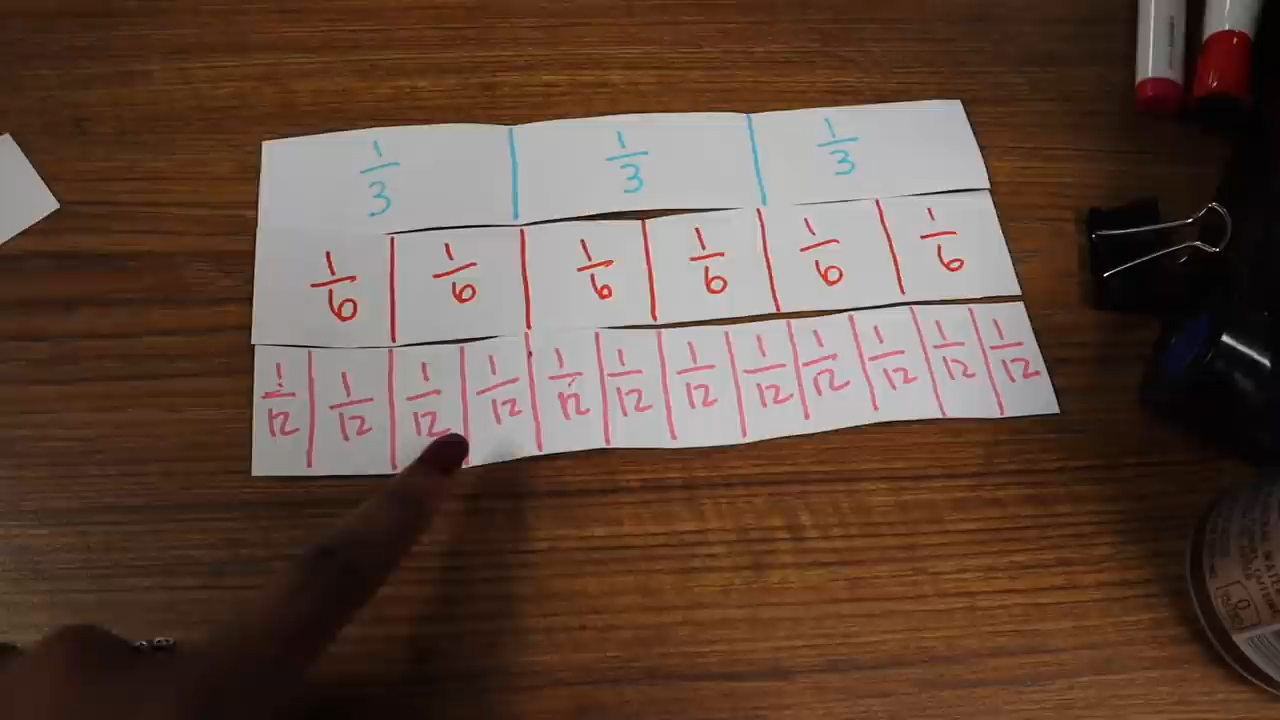 1/3 1/3 1/3
1/6 1/6 1/6 1/6 1/6 1/6
1/12 1/12 1/12 1/12 1/12 1/12 1/12 1/12 1/12 1/12 1/12 1/12